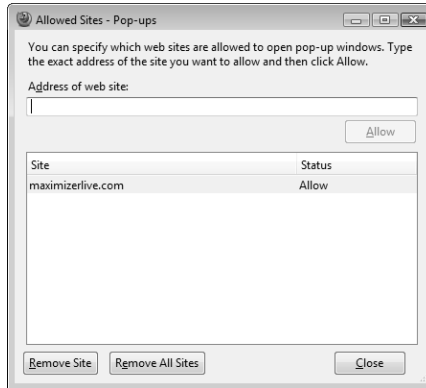 Allowed Sites - Pop-ups
You can specify which web sites are allowed to open pop-up windows. Type
the exact address of the site you want to allow and then click Allow.
Address of web site:
Allow
Site Status
maximizerlive.com Allow
Remove Site Remove All Sites Close